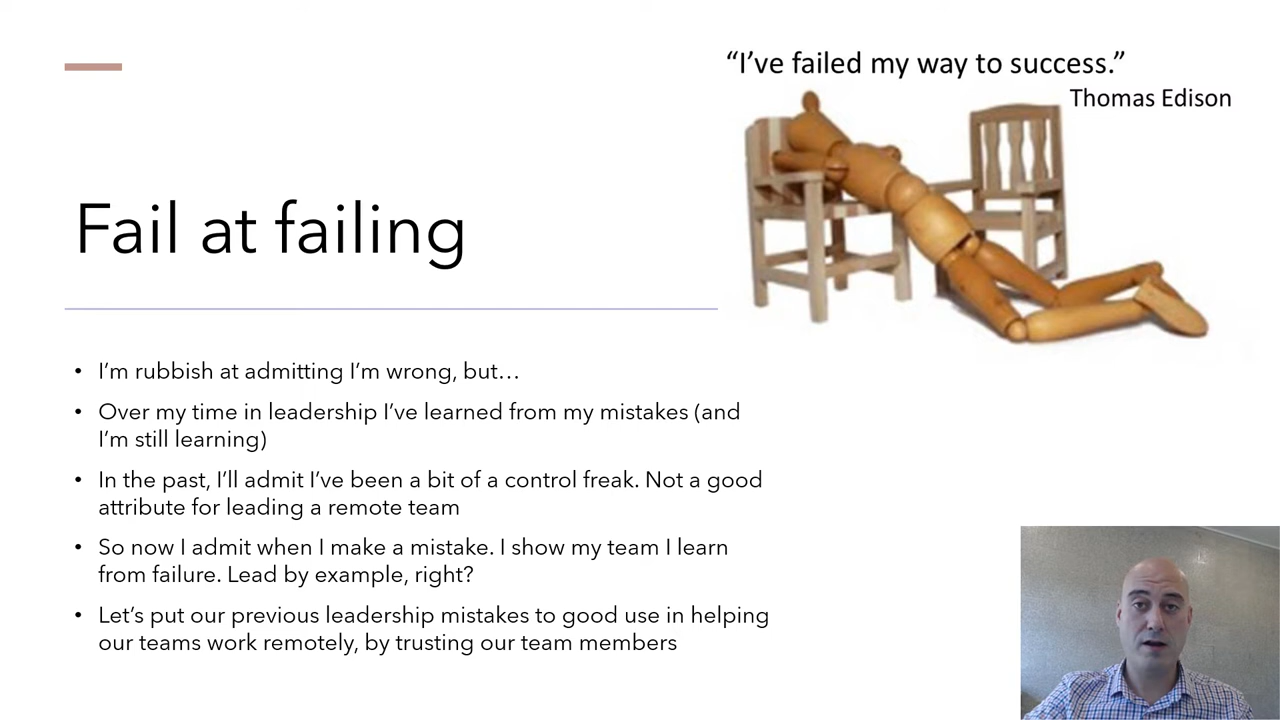 “I’ve failed my way to success.”
Thomas Edison
Fail at failing
• I’m rubbish at admitting I’m wrong, but…
• Over my time in leadership I’ve learned from my mistakes (and
I’m still learning)
• In the past, I’ll admit I’ve been a bit of a control freak. Not a good
attribute for leading a remote team
• So now I admit when I make a mistake. I show my team I learn
from failure. Lead by example, right?
• Let’s put our previous leadership mistakes to good use in helping
our teams work remotely, by trusting our team members